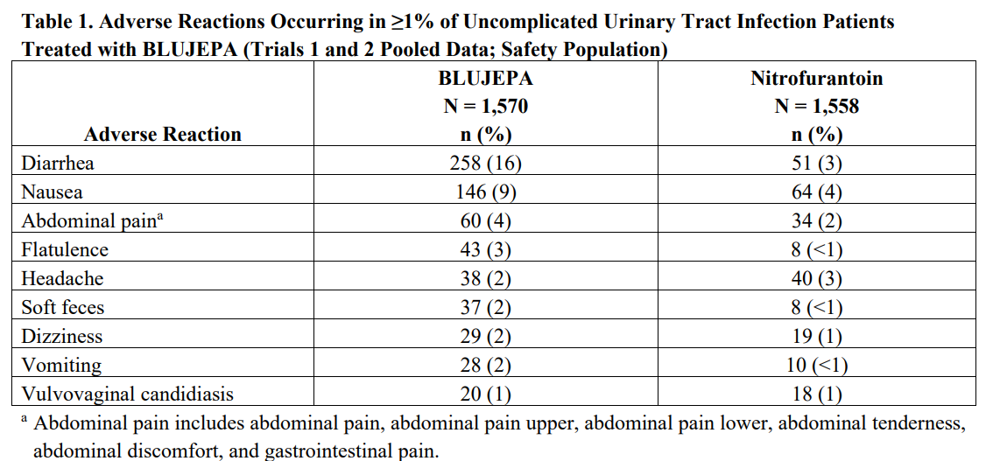 Table 1. Adverse Reactions Occurring in ≥1% of Uncomplicated Urinary Tract Infection Patients
Treated with BLUJEPA (Trials 1 and 2 Pooled Data; Safety Population)
Adverse Reaction BLUJEPA N = 1,570 n (%) Nitrofurantoin N = 1,558 n (%)
Diarrhea 258 (16) 51 (3)
Nausea 146 (9) 64 (4)
Abdominal painᵃ 60 (4) 34 (2)
Flatulence 43 (3) 8 (<1)
Headache 38 (2) 40 (3)
Soft feces 37 (2) 8 (<1)
Dizziness 29 (2) 19 (1)
Vomiting 28 (2) 10 (<1)
Vulvovaginal candidiasis 20 (1) 18 (1)
ᵃ Abdominal pain includes abdominal pain, abdominal pain upper, abdominal pain lower, abdominal tenderness,
abdominal discomfort, and gastrointestinal pain.